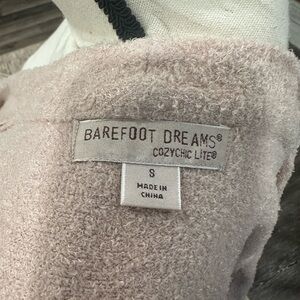 BAREFOOT DREAMS®
COZYCHIC LITE®
S
MADE IN
CHINA